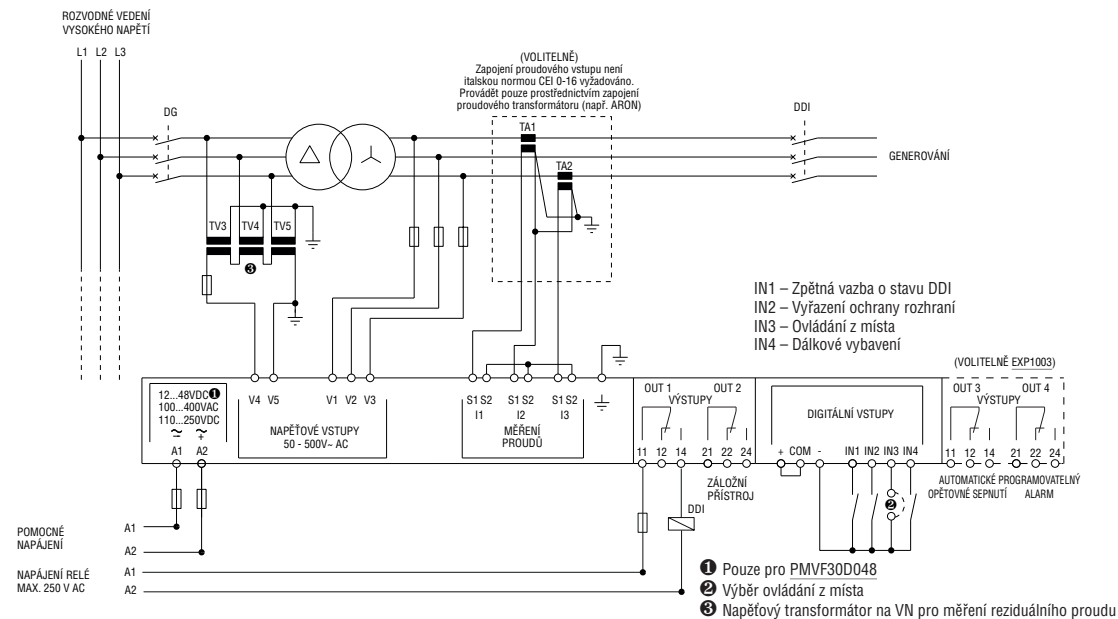 ROZVODNÉ VEDENÍ
VYSOKÉHO NAPĚTÍ
L1 L2 L3
DG
(VOLITELNĚ)
Zapojení proudového vstupu není
italskou normou CEI 0-16 vyžadováno.
Provádět pouze prostřednictvím zapojení
proudového transformátoru (např. ARON)
TA1
TA2
DDI
GENEROVÁNÍ
TV3 TV4 TV5
❸
IN1 – Zpětná vazba o stavu DDI
IN2 – Vyřazení ochrany rozhraní
IN3 – Ovládání z místa
IN4 – Dálkové vybavení
(VOLITELNĚ EXP1003)
12...48VDC❶
100...400VAC
110...250VDC
~ ~
− +
A1 A2
V4 V5 V1 V2 V3
NAPĚŤOVÉ VSTUPY
50 - 500V~ AC
S1 S2 S1 S2 S1 S2
I1 I2 I3
MĚŘENÍ
PROUDŮ
OUT 1 OUT 2
VÝSTUPY
11 12 14 21 22 24
ZÁLOŽNÍ
PŘÍSTROJ
DIGITÁLNÍ VSTUPY
+ COM - IN1 IN2 IN3 IN4
OUT 3 OUT 4
VÝSTUPY
11 12 14 21 22 24
AUTOMATICKÉ
OPĚTOVNÉ SEPNUTÍ
PROGRAMOVATELNÝ
ALARM
❷
DDI
POMOCNÉ
NAPÁJENÍ
A1
A2
NAPÁJENÍ RELÉ
MAX. 250 V AC
A1
A2
❶ Pouze pro PMVF30D048
❷ Výběr ovládání z místa
❸ Napěťový transformátor na VN pro měření reziduálního proudu